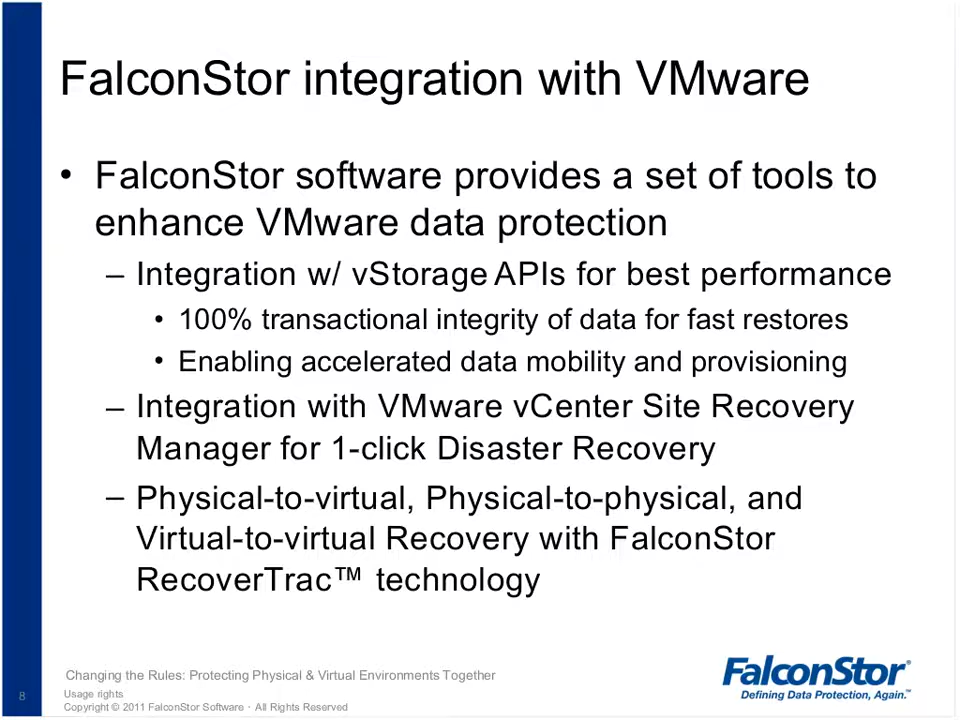 FalconStor integration with VMware
• FalconStor software provides a set of tools to
enhance VMware data protection
– Integration w/ vStorage APIs for best performance
• 100% transactional integrity of data for fast restores
• Enabling accelerated data mobility and provisioning
– Integration with VMware vCenter Site Recovery
Manager for 1-click Disaster Recovery
– Physical-to-virtual, Physical-to-physical, and
Virtual-to-virtual Recovery with FalconStor
RecoverTrac™ technology
Changing the Rules: Protecting Physical & Virtual Environments Together
8
Usage rights
Copyright © 2011 FalconStor Software · All Rights Reserved
FalconStor®
Defining Data Protection, Again.™